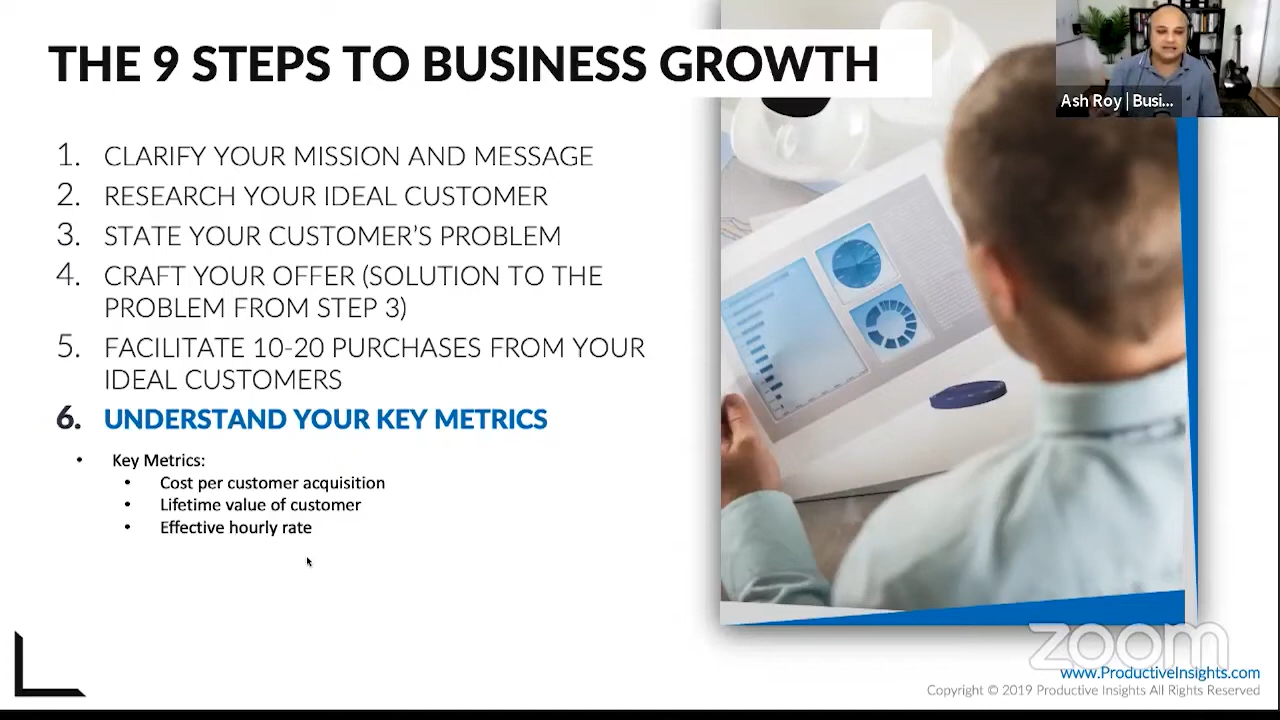 THE 9 STEPS TO BUSINESS GROWTH
Ash Roy | Busi...
1. CLARIFY YOUR MISSION AND MESSAGE
2. RESEARCH YOUR IDEAL CUSTOMER
3. STATE YOUR CUSTOMER'S PROBLEM
4. CRAFT YOUR OFFER (SOLUTION TO THE
PROBLEM FROM STEP 3)
5. FACILITATE 10-20 PURCHASES FROM YOUR
IDEAL CUSTOMERS
6. UNDERSTAND YOUR KEY METRICS
• Key Metrics:
• Cost per customer acquisition
• Lifetime value of customer
• Effective hourly rate
zoom
www.ProductiveInsights.com
Copyright © 2019 Productive Insights All Rights Reserved